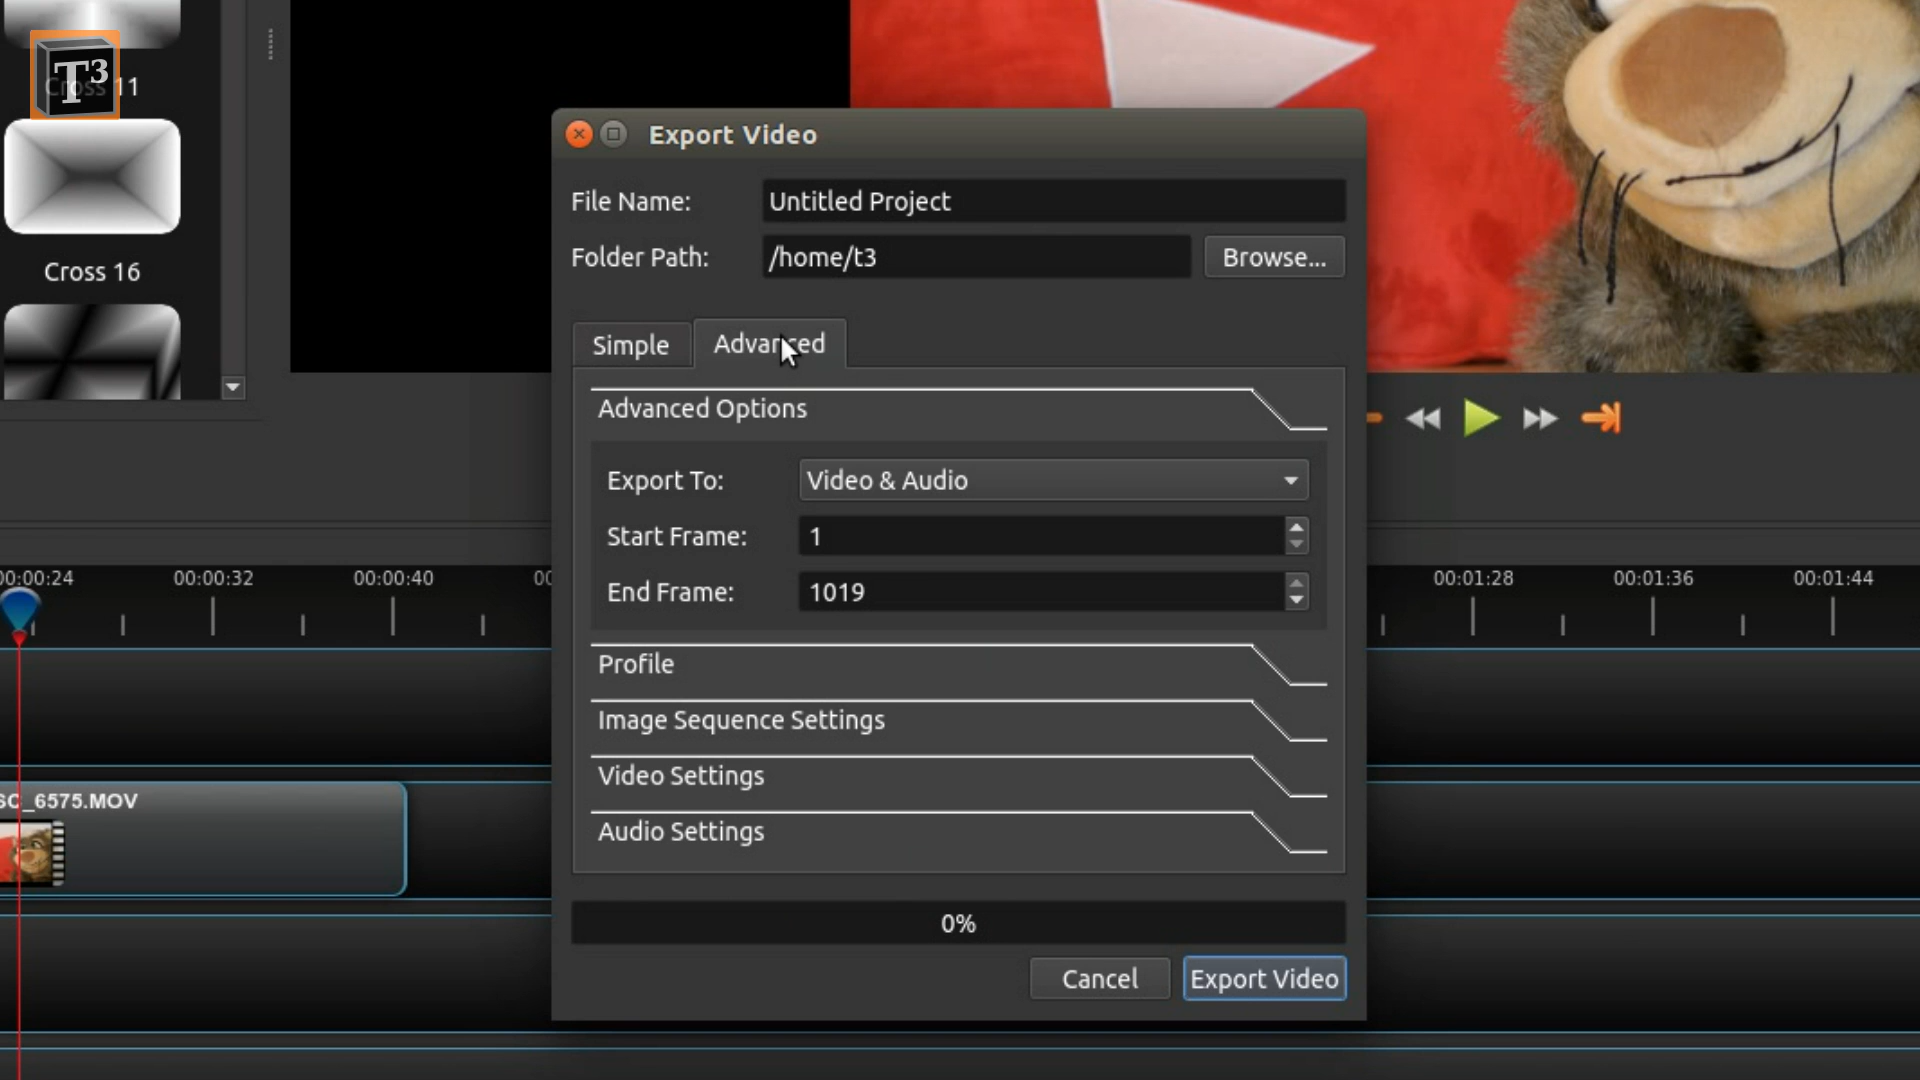 T3
Cross 11
Cross 16
Export Video
File Name: Untitled Project
Folder Path: /home/t3 Browse...
Simple Advanced
Advanced Options
Export To: Video & Audio
Start Frame: 1
End Frame: 1019
Profile
Image Sequence Settings
Video Settings
Audio Settings
0%
Cancel Export Video
00:00:24 00:00:32 00:00:40 00:01:28 00:01:36 00:01:44
SC_6575.MOV